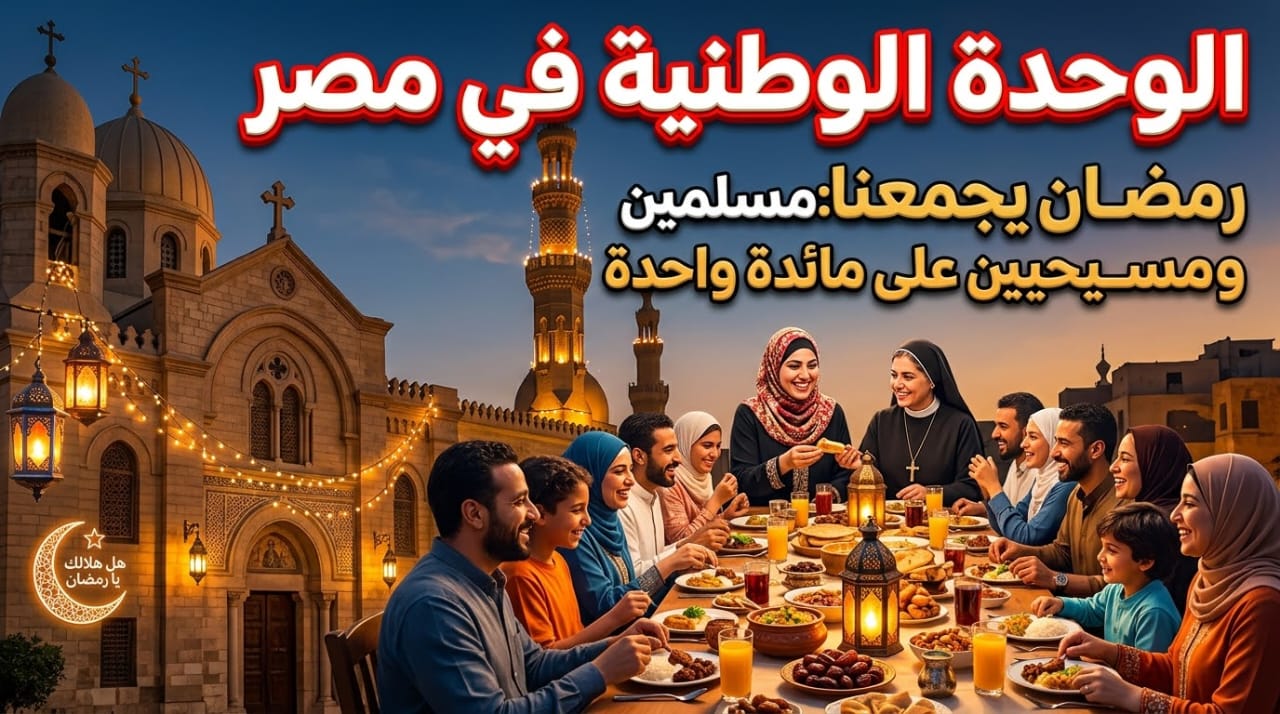 الوحدة الوطنية في مصر
رمضان يجمعنا:مسلمين
ومسيحيين على مائدة واحدة
هل هلالك
يا رمضان